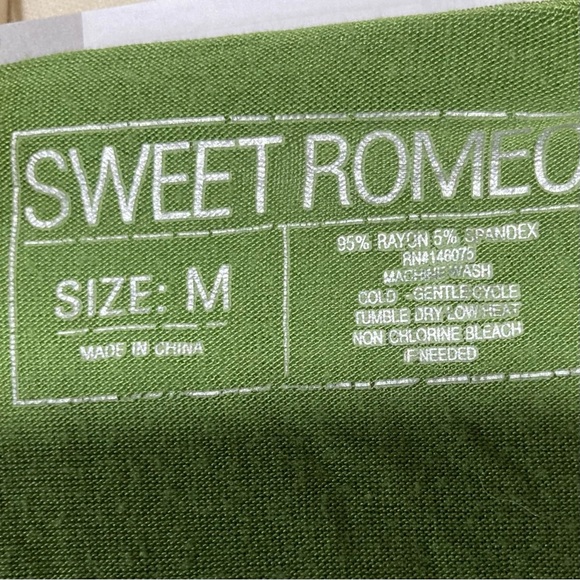 SWEET ROMEO
SIZE: M
MADE IN CHINA
95% RAYON 5% SPANDEX
RN#146075
MACHINE WASH
COLD - GENTLE CYCLE
TUMBLE DRY LOW HEAT
NON CHLORINE BLEACH
IF NEEDED